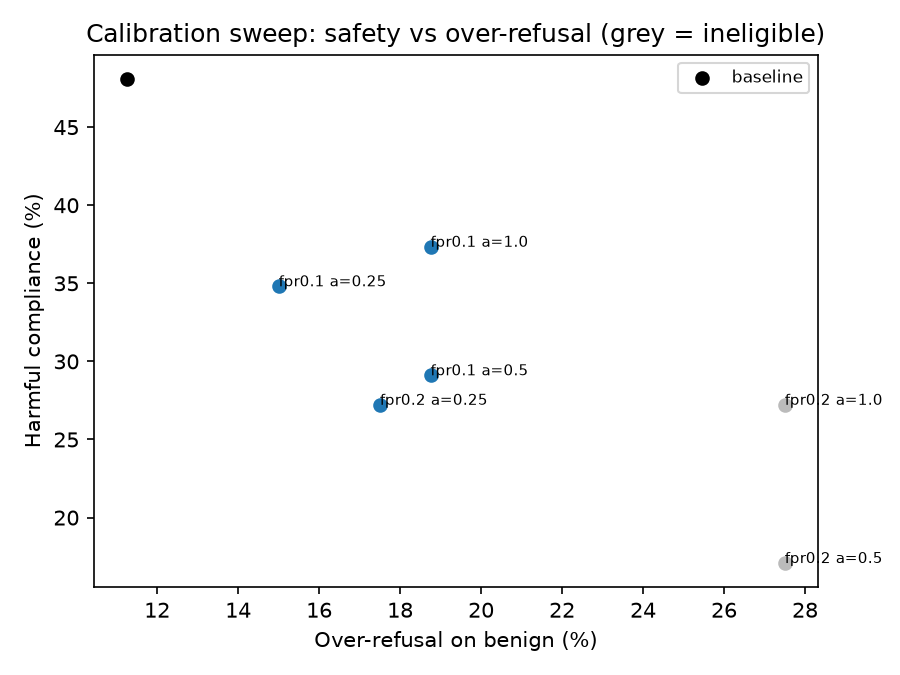 Calibration sweep: safety vs over-refusal (grey = ineligible)
baseline
45
40
35
30
25
20
Harmful compliance (%)
fpr0.1 a=1.0
fpr0.1 a=0.25
fpr0.1 a=0.5
fpr0.2 a=0.25
fpr0.2 a=1.0
fpr0.2 a=0.5
12 14 16 18 20 22 24 26 28
Over-refusal on benign (%)